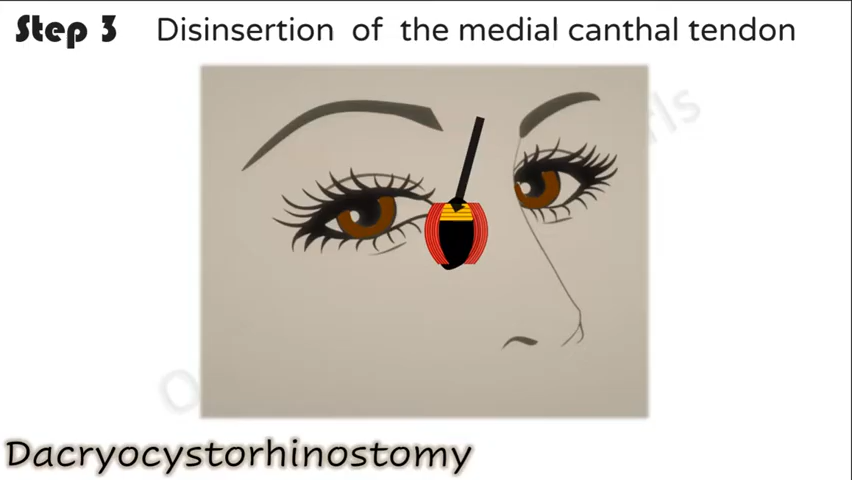 Step 3 Disinsertion of the medial canthal tendon
Dacryocystorhinostomy